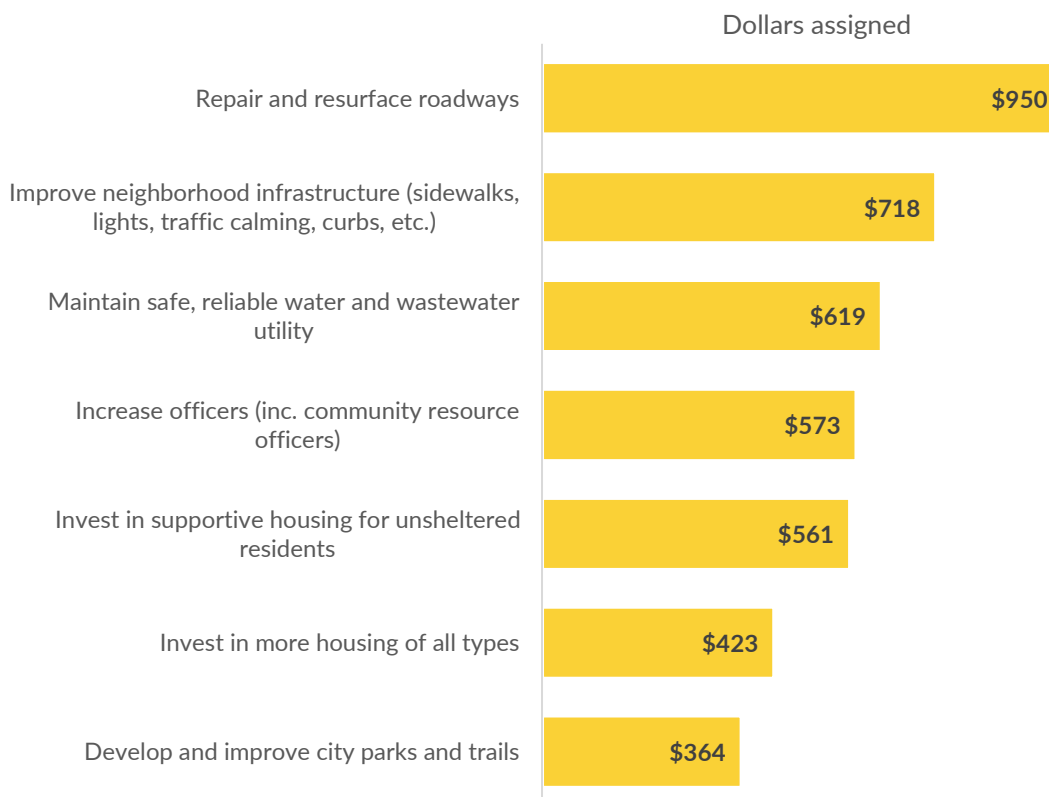 Dollars assigned
Repair and resurface roadways
$950
Improve neighborhood infrastructure (sidewalks,
lights, traffic calming, curbs, etc.)
$718
Maintain safe, reliable water and wastewater
utility
$619
Increase officers (inc. community resource
officers)
$573
Invest in supportive housing for unsheltered
residents
$561
Invest in more housing of all types
$423
Develop and improve city parks and trails
$364